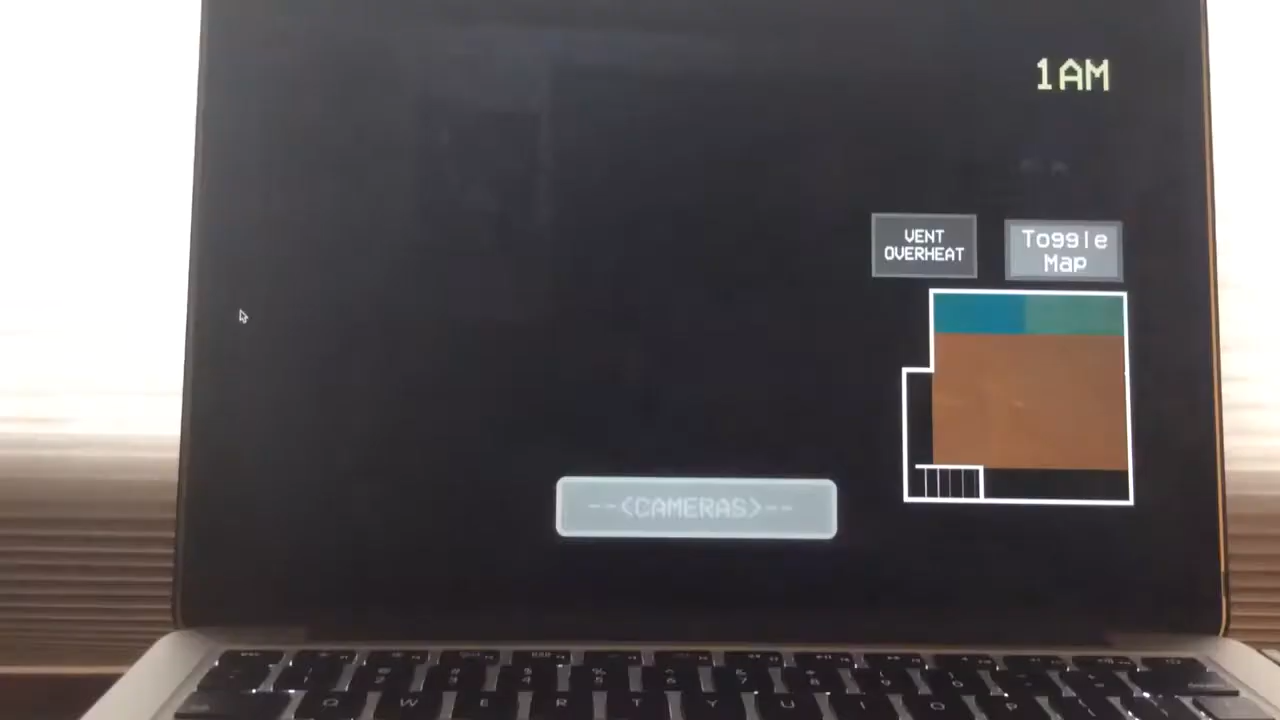 1AM
VENT
OVERHEAT
Toggle
Map
--<CAMERAS>--
Q W E R T Y U I O P